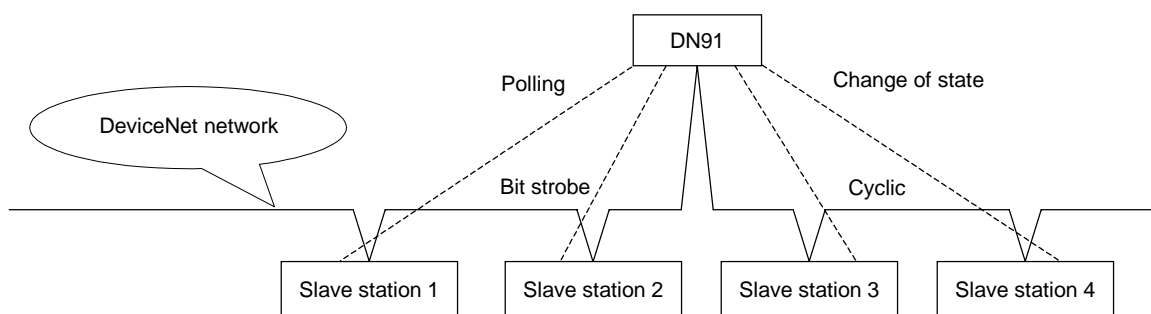 DN91
Polling
Change of state
DeviceNet network
Bit strobe
Cyclic
Slave station 1
Slave station 2
Slave station 3
Slave station 4